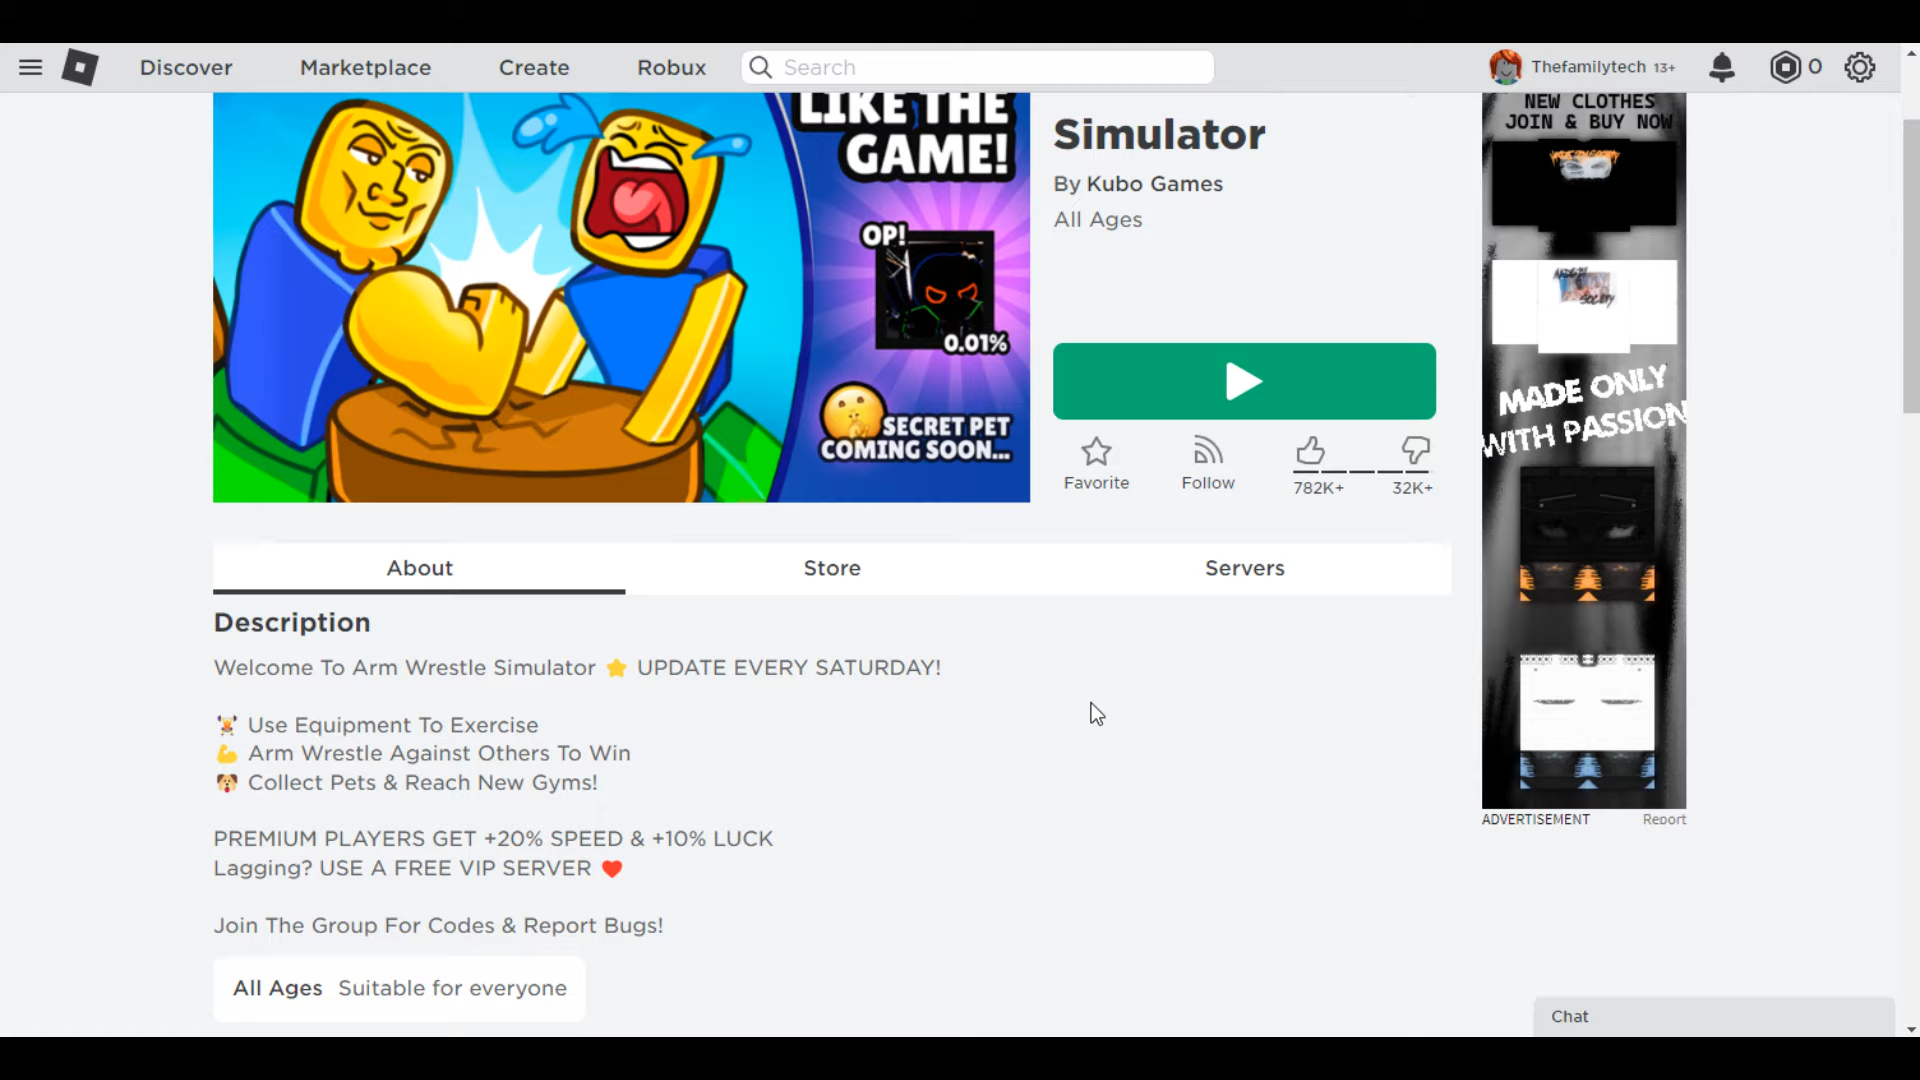 Discover Marketplace Create Robux Search Thefamilytech 13+ 0
LIKE THE
GAME!
OP!
0.01%
SECRET PET
COMING SOON...
Simulator
By Kubo Games
All Ages
Favorite Follow 782K+ 32K+
NEW CLOTHES
JOIN & BUY NOW
MADE ONLY
WITH PASSION
ADVERTISEMENT Report
About Store Servers
Description
Welcome To Arm Wrestle Simulator ⭐ UPDATE EVERY SATURDAY!
🏋️ Use Equipment To Exercise
💪 Arm Wrestle Against Others To Win
🐶 Collect Pets & Reach New Gyms!
PREMIUM PLAYERS GET +20% SPEED & +10% LUCK
Lagging? USE A FREE VIP SERVER ❤️
Join The Group For Codes & Report Bugs!
All Ages Suitable for everyone
Chat